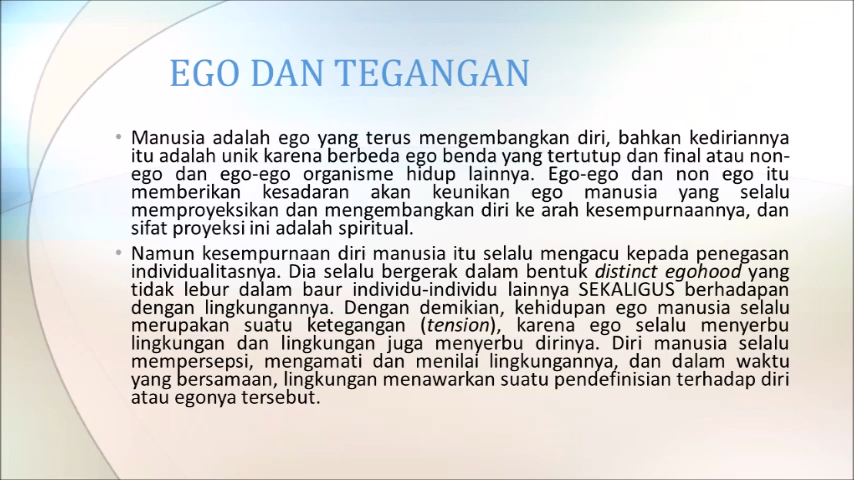 EGO DAN TEGANGAN
• Manusia adalah ego yang terus mengembangkan diri, bahkan kediriannya
itu adalah unik karena berbeda ego benda yang tertutup dan final atau non-
ego dan ego-ego organisme hidup lainnya. Ego-ego dan non ego itu
memberikan kesadaran akan keunikan ego manusia yang selalu
memproyeksikan dan mengembangkan diri ke arah kesempurnaannya, dan
sifat proyeksi ini adalah spiritual.
• Namun kesempurnaan diri manusia itu selalu mengacu kepada penegasan
individualitasnya. Dia selalu bergerak dalam bentuk distinct egohood yang
tidak lebur dalam baur individu-individu lainnya SEKALIGUS berhadapan
dengan lingkungannya. Dengan demikian, kehidupan ego manusia selalu
merupakan suatu ketegangan (tension), karena ego selalu menyerbu
lingkungan dan lingkungan juga menyerbu dirinya. Diri manusia selalu
mempersepsi, mengamati dan menilai lingkungannya, dan dalam waktu
yang bersamaan, lingkungan menawarkan suatu pendefinisian terhadap diri
atau egonya tersebut.